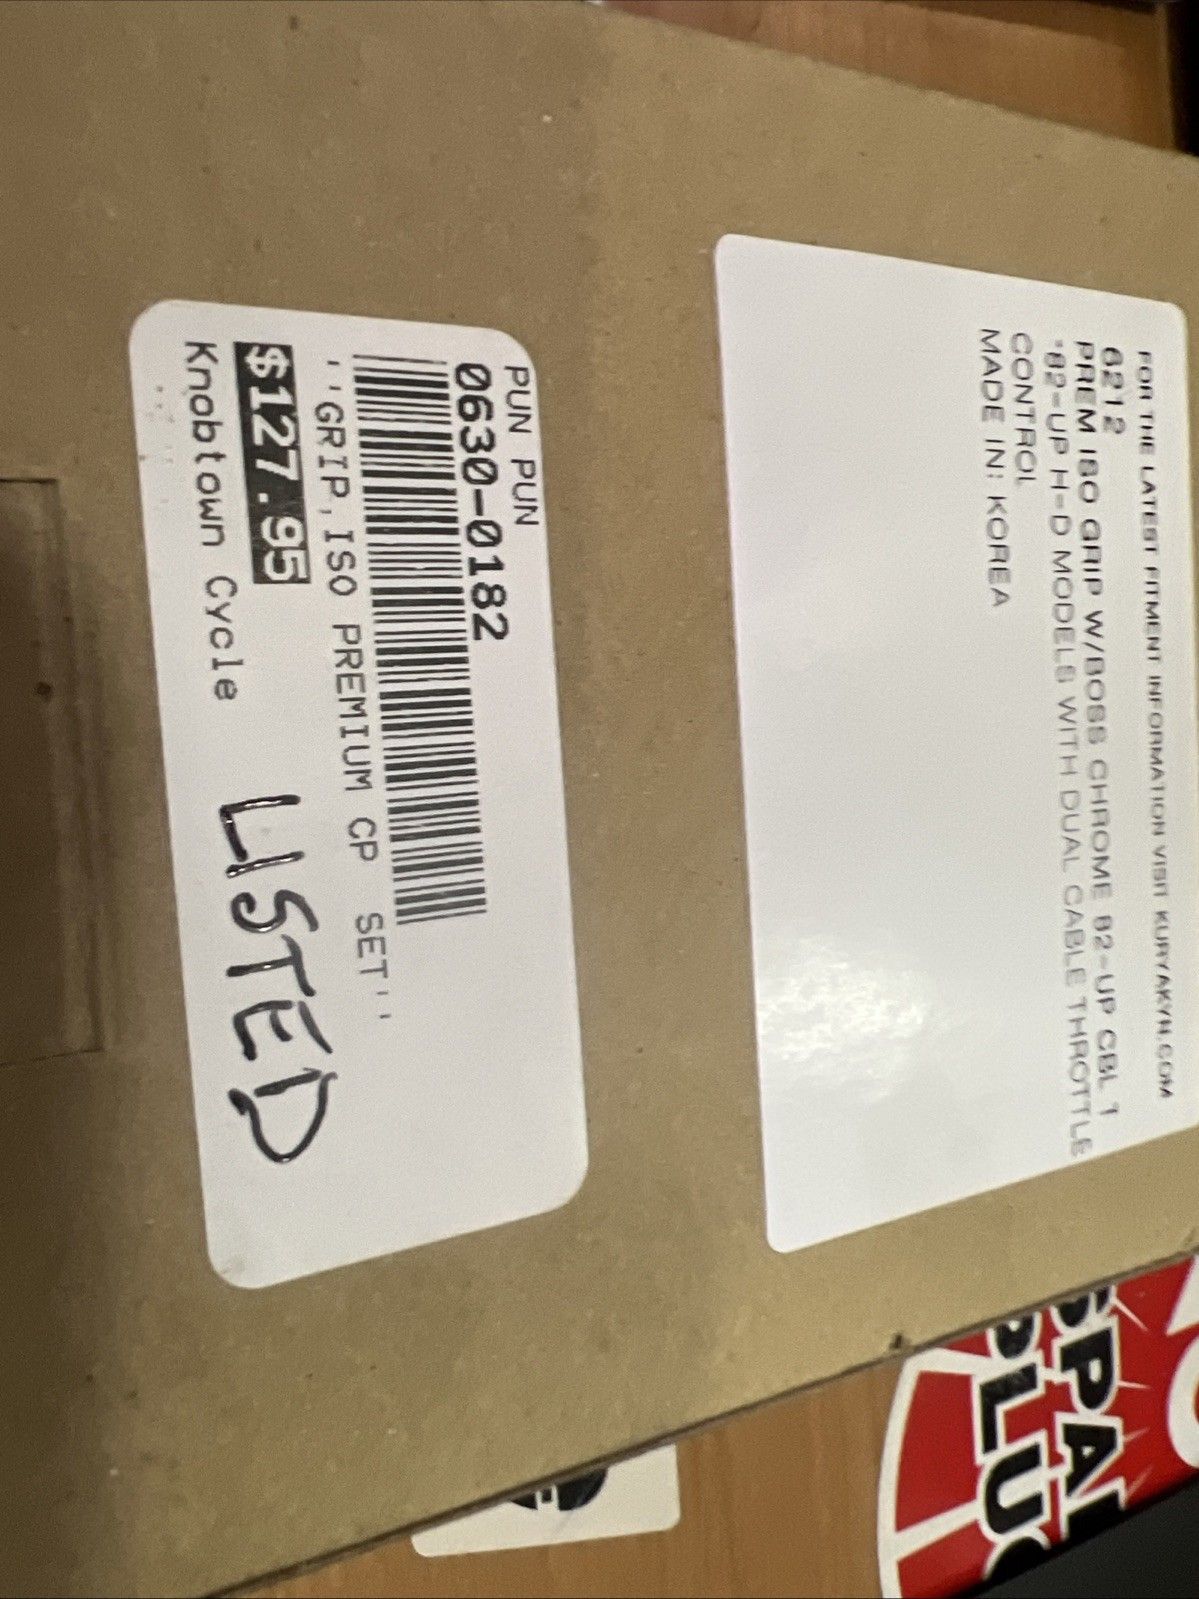 FOR THE LATEST FITMENT INFORMATION VISIT KURYAKYN.COM
6212
PREM ISO GRIP W/BOSS CHROME 82-UP CBL 1
'82-UP H-D MODELS WITH DUAL CABLE THROTTLE
CONTROL
MADE IN: KOREA
PUN PUN
0630-0182
''GRIP,ISO PREMIUM CP SET''
$127.95
Knobtown Cycle
LISTED